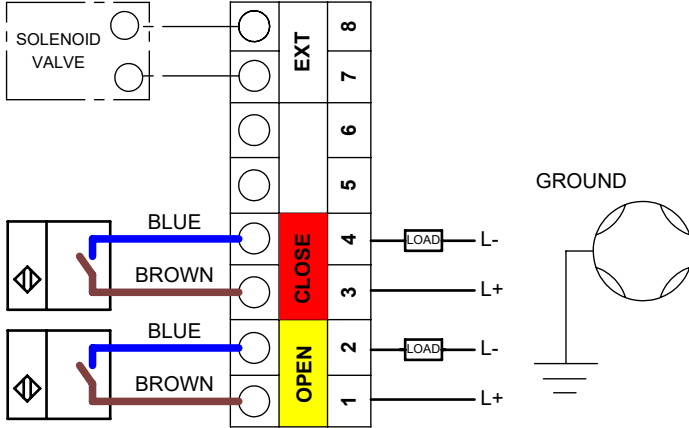 SOLENOID
VALVE
EXT
8
7
6
5
GROUND
BLUE
BROWN
CLOSE
4
LOAD
L-
3
L+
BLUE
BROWN
OPEN
2
LOAD
L-
1
L+